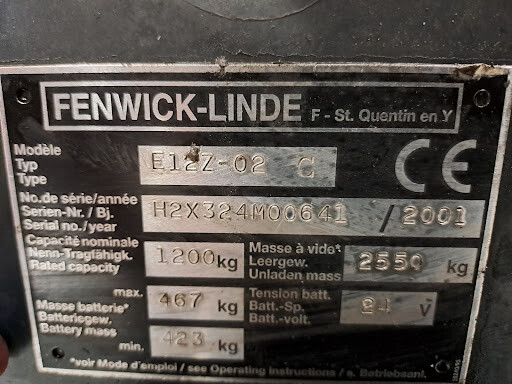 FENWICK-LINDE F - St. Quentin en Y
Modèle
Typ
Type
E12Z-02 C
CE
No.de série/année
Serien-Nr. / Bj.
Serial no./year
H2X324M00641 / 2001
Capacité nominale
Nenn-Tragfähigk.
Rated capacity
1200 kg
Masse à vide*
Leergew.
Unladen mass
2550 kg
Masse batterie*
Batteriegew.
Battery mass
max. 467 kg
min. 423 kg
Tension batt.
Batt.-Sp.
Batt.-volt.
24 V
*voir Mode d'emploi / see Operating Instructions / s. Betriebsanl.